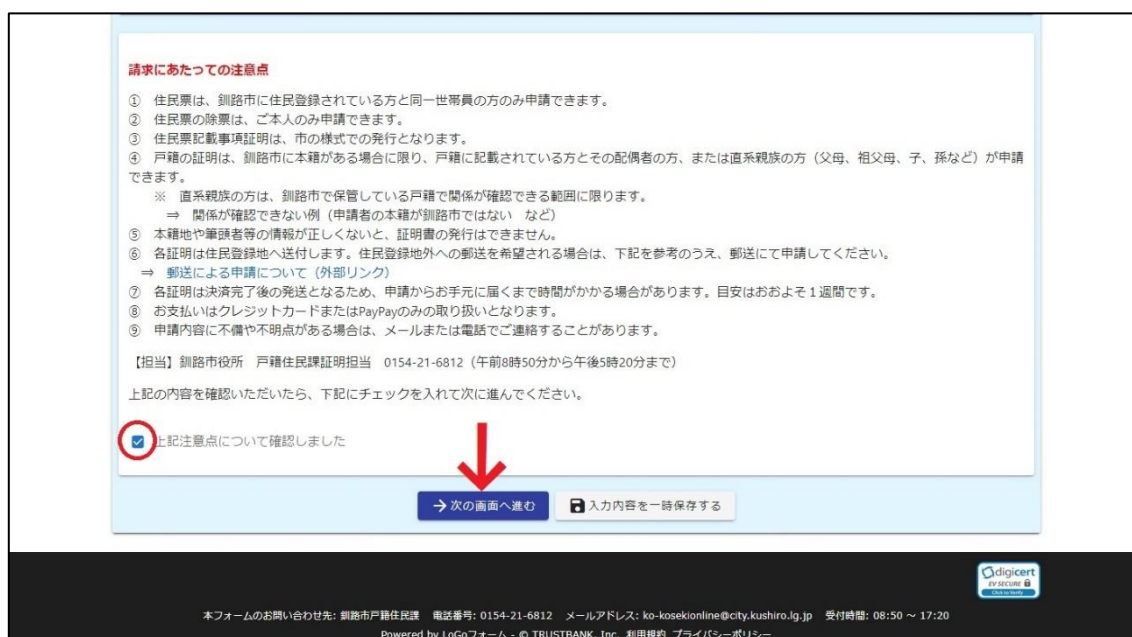 請求にあたっての注意点
① 住民票は、釧路市に住民登録されている方と同一世帯員の方のみ申請できます。
② 住民票の除票は、ご本人のみ申請できます。
③ 住民票記載事項証明は、市の様式での発行となります。
④ 戸籍の証明は、釧路市に本籍がある場合に限り、戸籍に記載されている方とその配偶者の方、または直系親族の方（父母、祖父母、子、孫など）が申請
できます。
※ 直系親族の方は、釧路市で保管している戸籍で関係が確認できる範囲に限ります。
⇒ 関係が確認できない例（申請者の本籍が釧路市ではない など）
⑤ 本籍地や筆頭者等の情報が正しくないと、証明書の発行はできません。
⑥ 各証明は住民登録地へ送付します。住民登録地外への郵送を希望される場合は、下記を参考のうえ、郵送にて申請してください。
⇒ 郵送による申請について（外部リンク）
⑦ 各証明は決済完了後の発送となるため、申請からお手元に届くまで時間がかかる場合があります。目安はおおよそ１週間です。
⑧ お支払いはクレジットカードまたはPayPayのみの取り扱いとなります。
⑨ 申請内容に不備や不明点がある場合は、メールまたは電話でご連絡することがあります。
【担当】釧路市役所 戸籍住民課証明担当 0154-21-6812（午前8時50分から午後5時20分まで）
上記の内容を確認いただいたら、下記にチェックを入れて次に進んでください。
上記注意点について確認しました
→次の画面へ進む 入力内容を一時保存する
digicert
EV SECURE
Click to Verify
本フォームのお問い合わせ先: 釧路市戸籍住民課 電話番号: 0154-21-6812 メールアドレス: ko-kosekionline@city.kushiro.lg.jp 受付時間: 08:50 ～ 17:20
Powered by LoGoフォーム - © TRUSTBANK, Inc. 利用規約 プライバシーポリシー